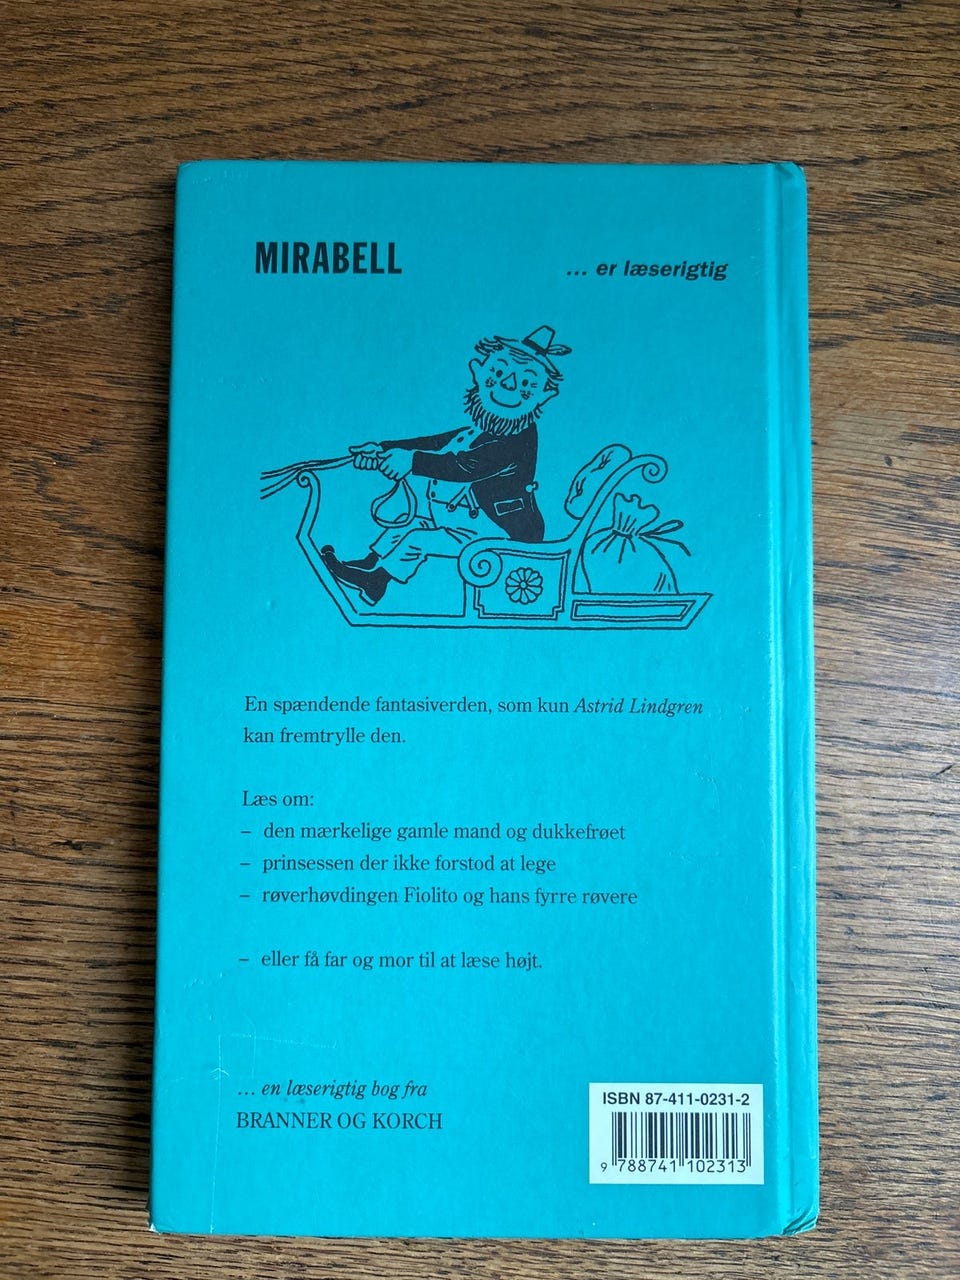 MIRABELL
... er læserigtig
En spændende fantasiverden, som kun Astrid Lindgren
kan fremtrylle den.
Læs om:
– den mærkelige gamle mand og dukkefrøet
– prinsessen der ikke forstod at lege
– røverhøvdingen Fiolito og hans fyrre røvere
– eller få far og mor til at læse højt.
... en læserigtig bog fra
BRANNER OG KORCH
ISBN 87-411-0231-2
9 788741 102313